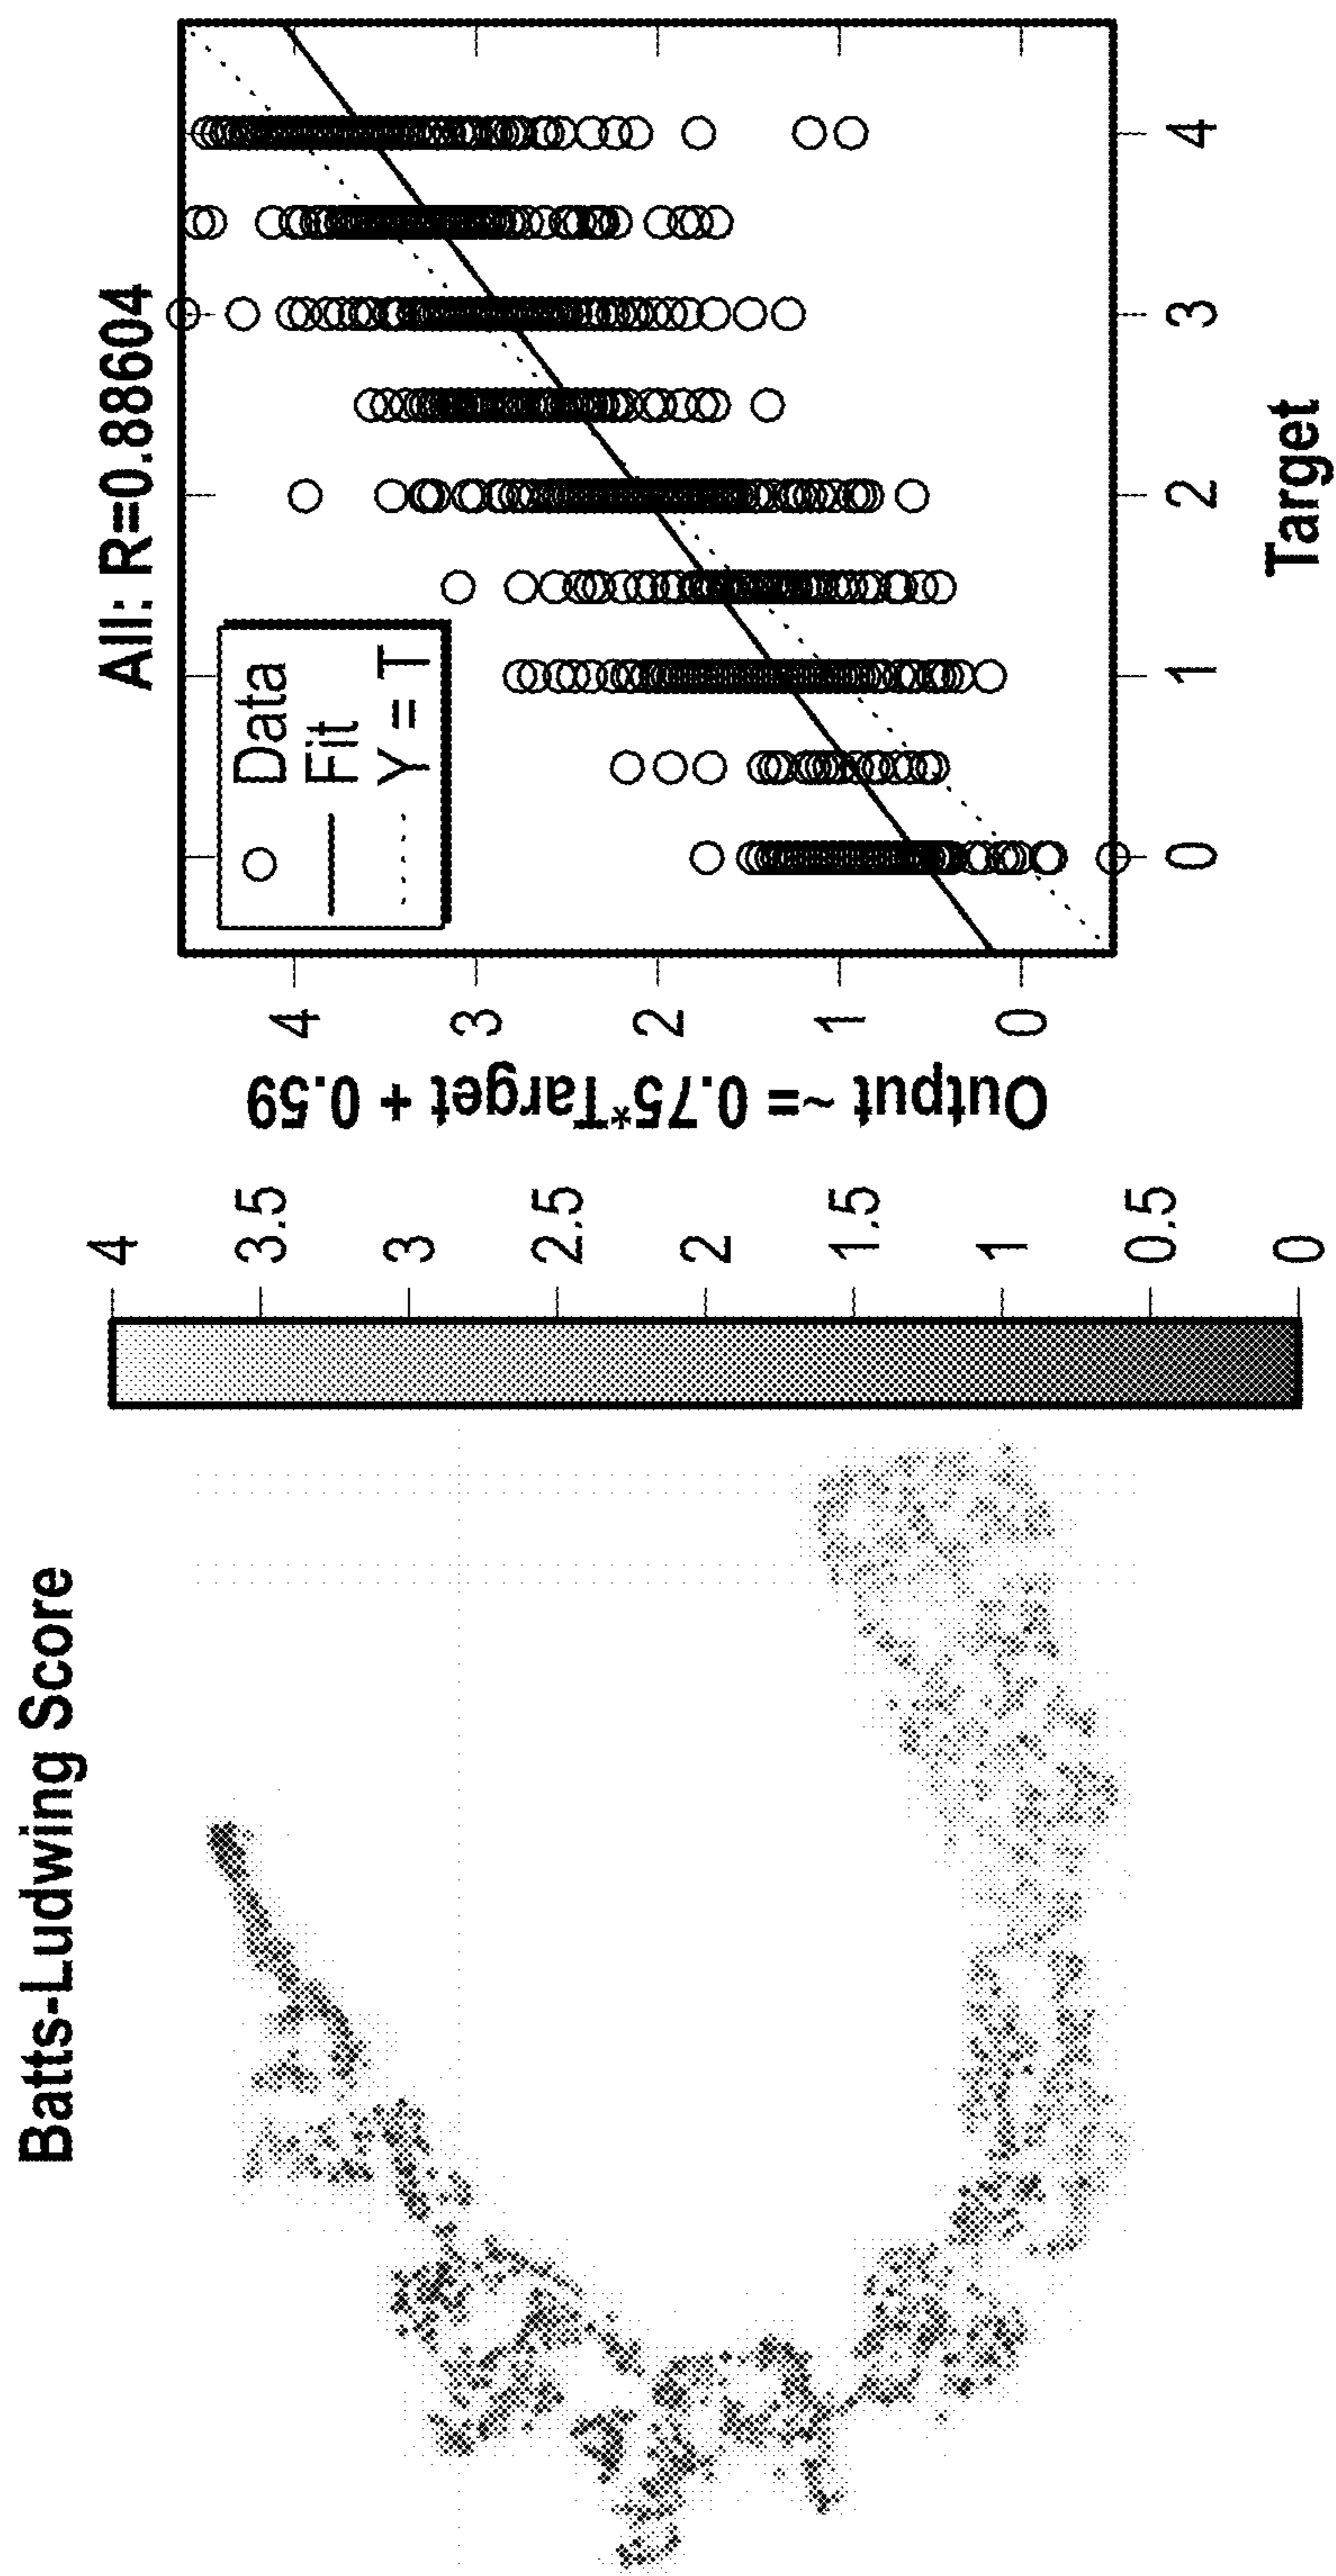 Batts-Ludwing Score
4
3.5
3
2.5
2
1.5
1
0.5
0
All: R=0.88604
Output ~= 0.75*Target + 0.59
4
3
2
1
0
Data
Fit
Y = T
0
1
2
3
4
Target